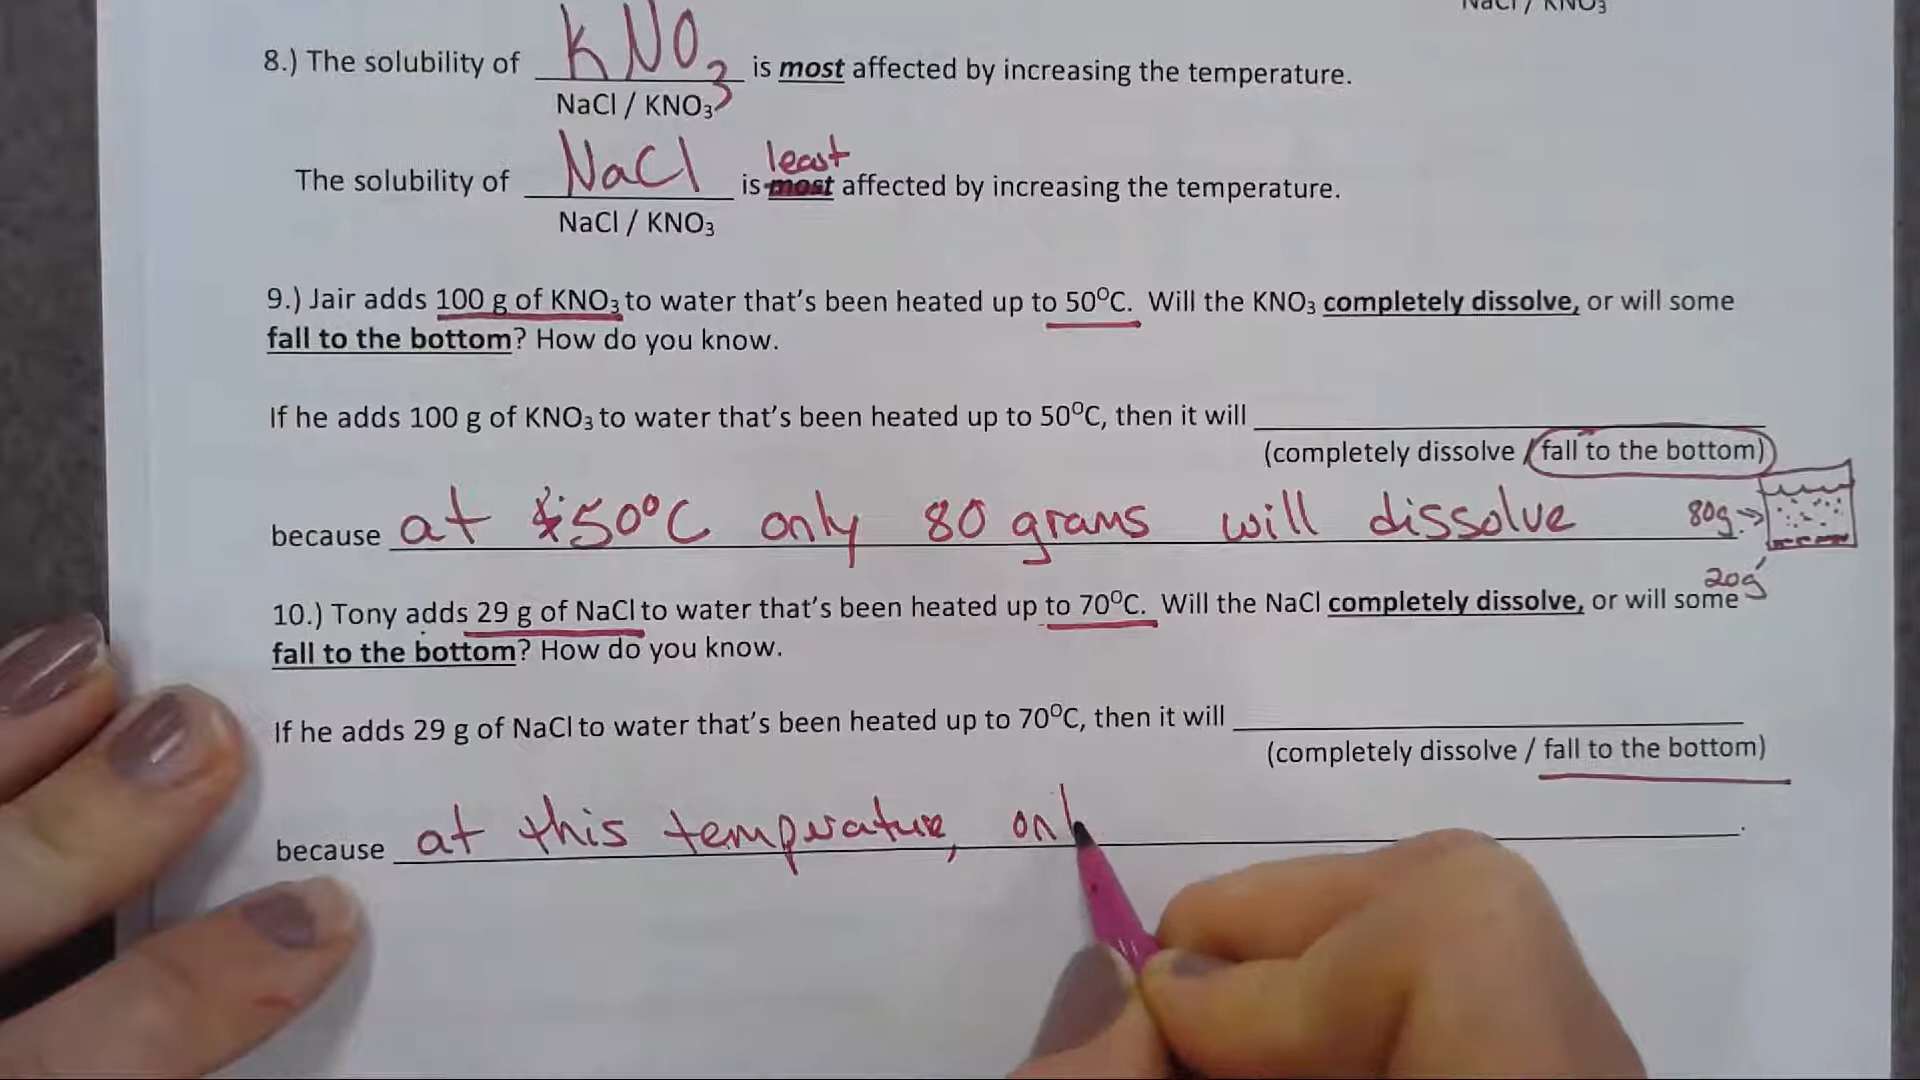 NaCl / KNO₃
8.) The solubility of KNO₃ is most affected by increasing the temperature.
NaCl / KNO₃
least
The solubility of NaCl is most affected by increasing the temperature.
NaCl / KNO₃
9.) Jair adds 100 g of KNO₃ to water that's been heated up to 50⁰C. Will the KNO₃ completely dissolve, or will some
fall to the bottom? How do you know.
If he adds 100 g of KNO₃ to water that's been heated up to 50⁰C, then it will
(completely dissolve / fall to the bottom)
because at 50°C only 80 grams will dissolve 80g
20g
10.) Tony adds 29 g of NaCl to water that's been heated up to 70⁰C. Will the NaCl completely dissolve, or will some
fall to the bottom? How do you know.
If he adds 29 g of NaCl to water that's been heated up to 70⁰C, then it will
(completely dissolve / fall to the bottom)
because at this temperature, onl .